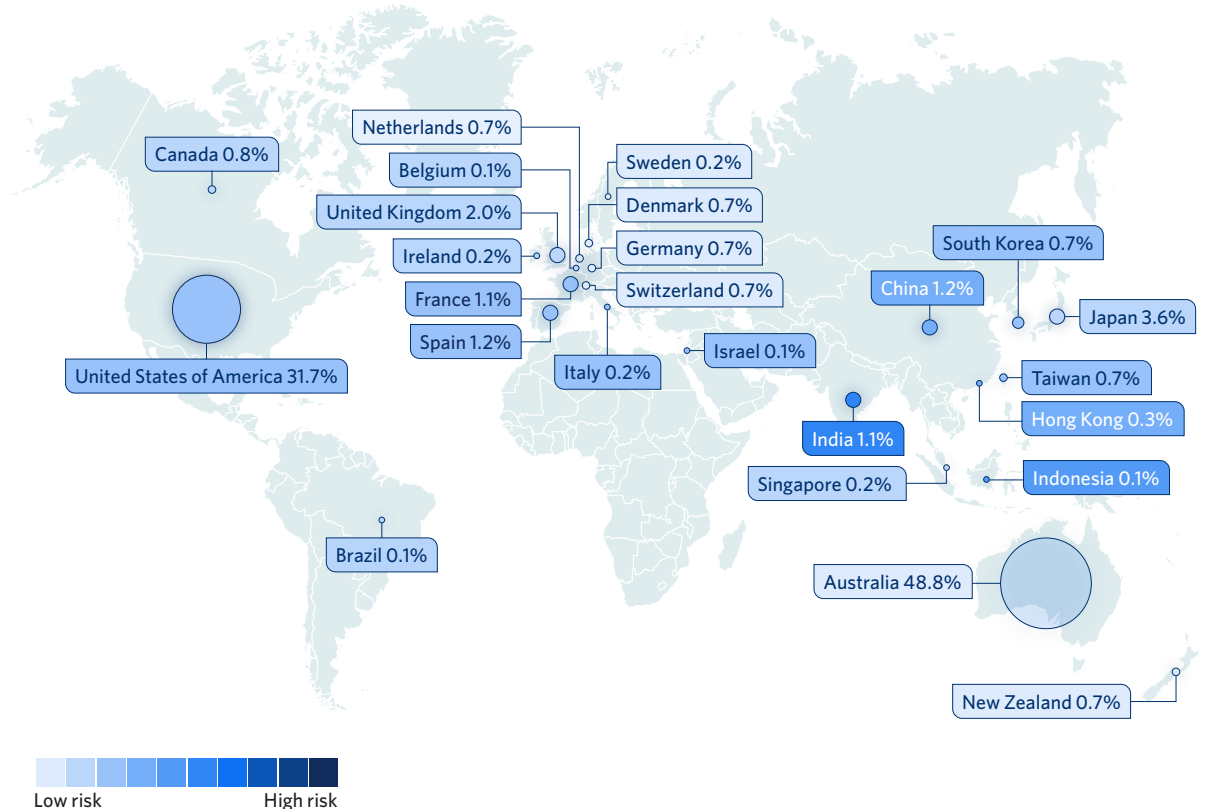 Netherlands 0.7%
Canada 0.8%
Belgium 0.1%
Sweden 0.2%
United Kingdom 2.0%
Denmark 0.7%
Ireland 0.2%
Germany 0.7%
South Korea 0.7%
France 1.1%
Switzerland 0.7%
China 1.2%
Japan 3.6%
Spain 1.2%
Israel 0.1%
United States of America 31.7%
Italy 0.2%
Taiwan 0.7%
Hong Kong 0.3%
India 1.1%
Singapore 0.2%
Indonesia 0.1%
Brazil 0.1%
Australia 48.8%
New Zealand 0.7%
Low risk
High risk